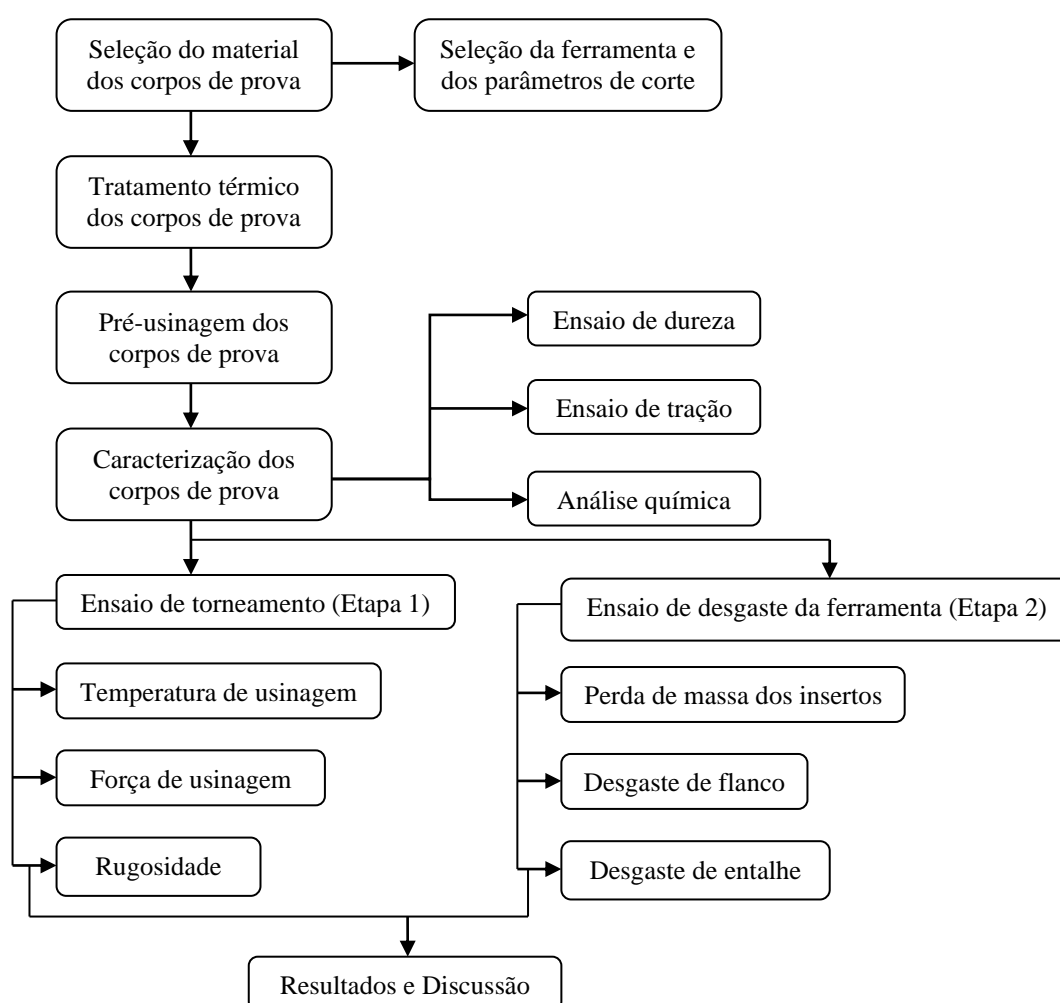 Seleção do material
dos corpos de prova
Seleção da ferramenta e
dos parâmetros de corte
Tratamento térmico
dos corpos de prova
Pré-usinagem dos
corpos de prova
Ensaio de dureza
Ensaio de tração
Caracterização dos
corpos de prova
Análise química
Ensaio de torneamento (Etapa 1)
Temperatura de usinagem
Força de usinagem
Rugosidade
Ensaio de desgaste da ferramenta (Etapa 2)
Perda de massa dos insertos
Desgaste de flanco
Desgaste de entalhe
Resultados e Discussão